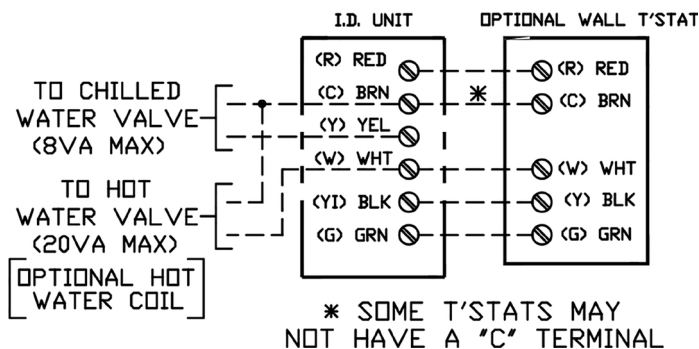 I.D. UNIT
OPTIONAL WALL T'STAT
TO CHILLED
WATER VALVE
(8VA MAX)
TO HOT
WATER VALVE
(20VA MAX)
OPTIONAL HOT
WATER COIL
(R) RED
(C) BRN
(Y) YEL
(W) WHT
(Y1) BLK
(G) GRN
*
(R) RED
(C) BRN
(W) WHT
(Y) BLK
(G) GRN
* SOME T'STATS MAY
NOT HAVE A "C" TERMINAL